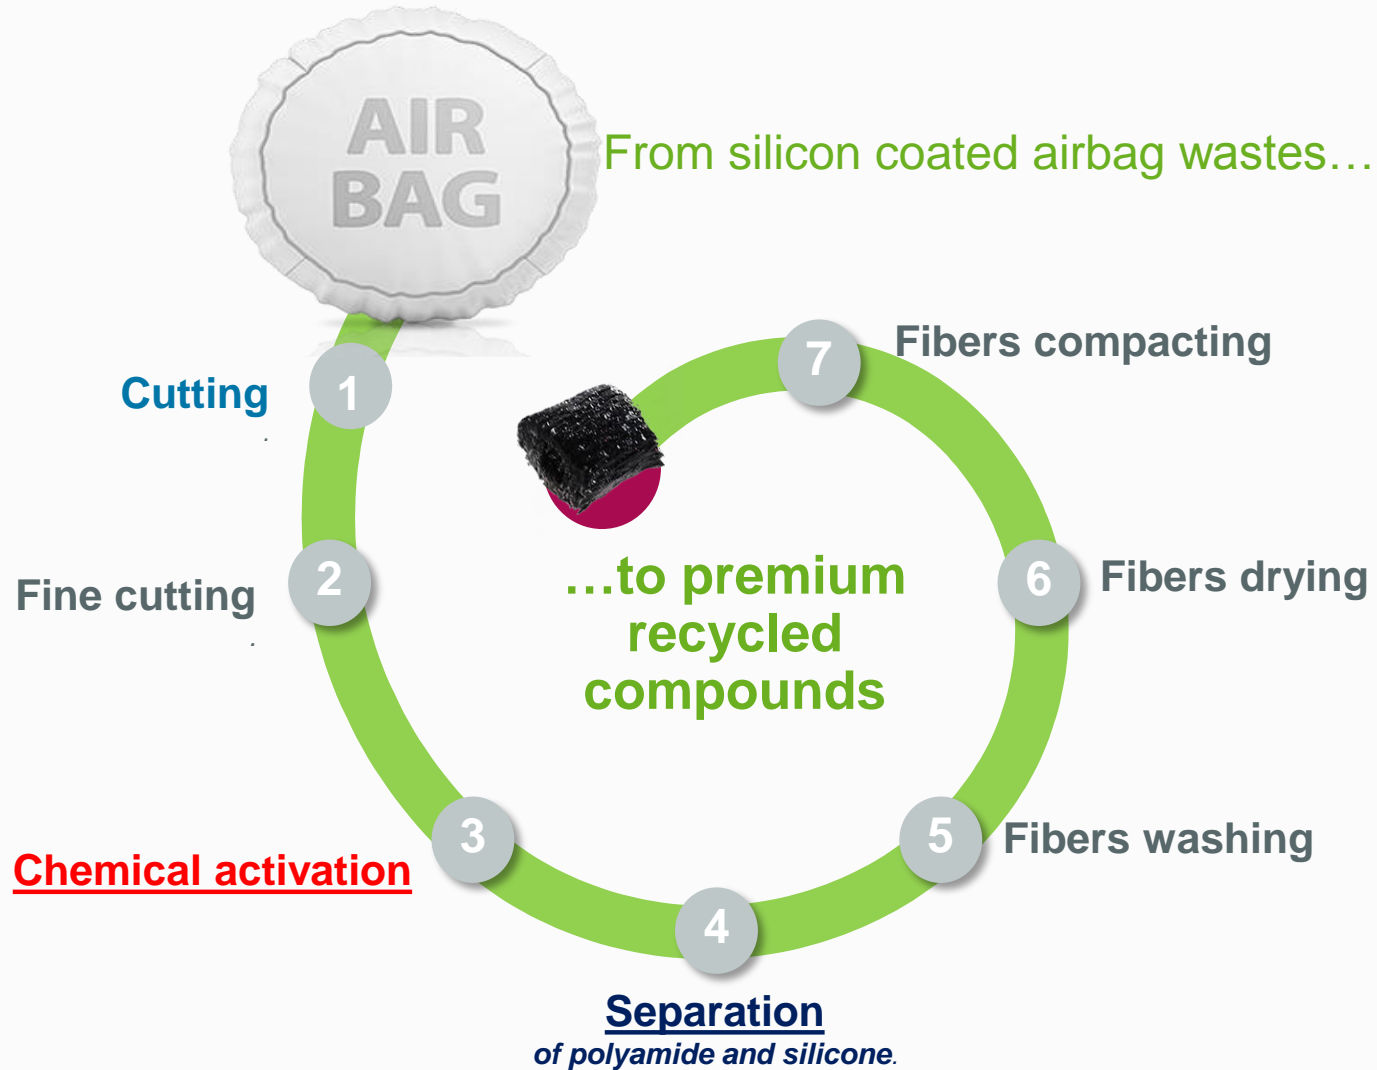 AIR
BAG
From silicon coated airbag wastes…
1
Cutting
.
2
Fine cutting
.
3
Chemical activation
4
Separation
of polyamide and silicone.
5
Fibers washing
6
Fibers drying
7
Fibers compacting
…to premium
recycled
compounds